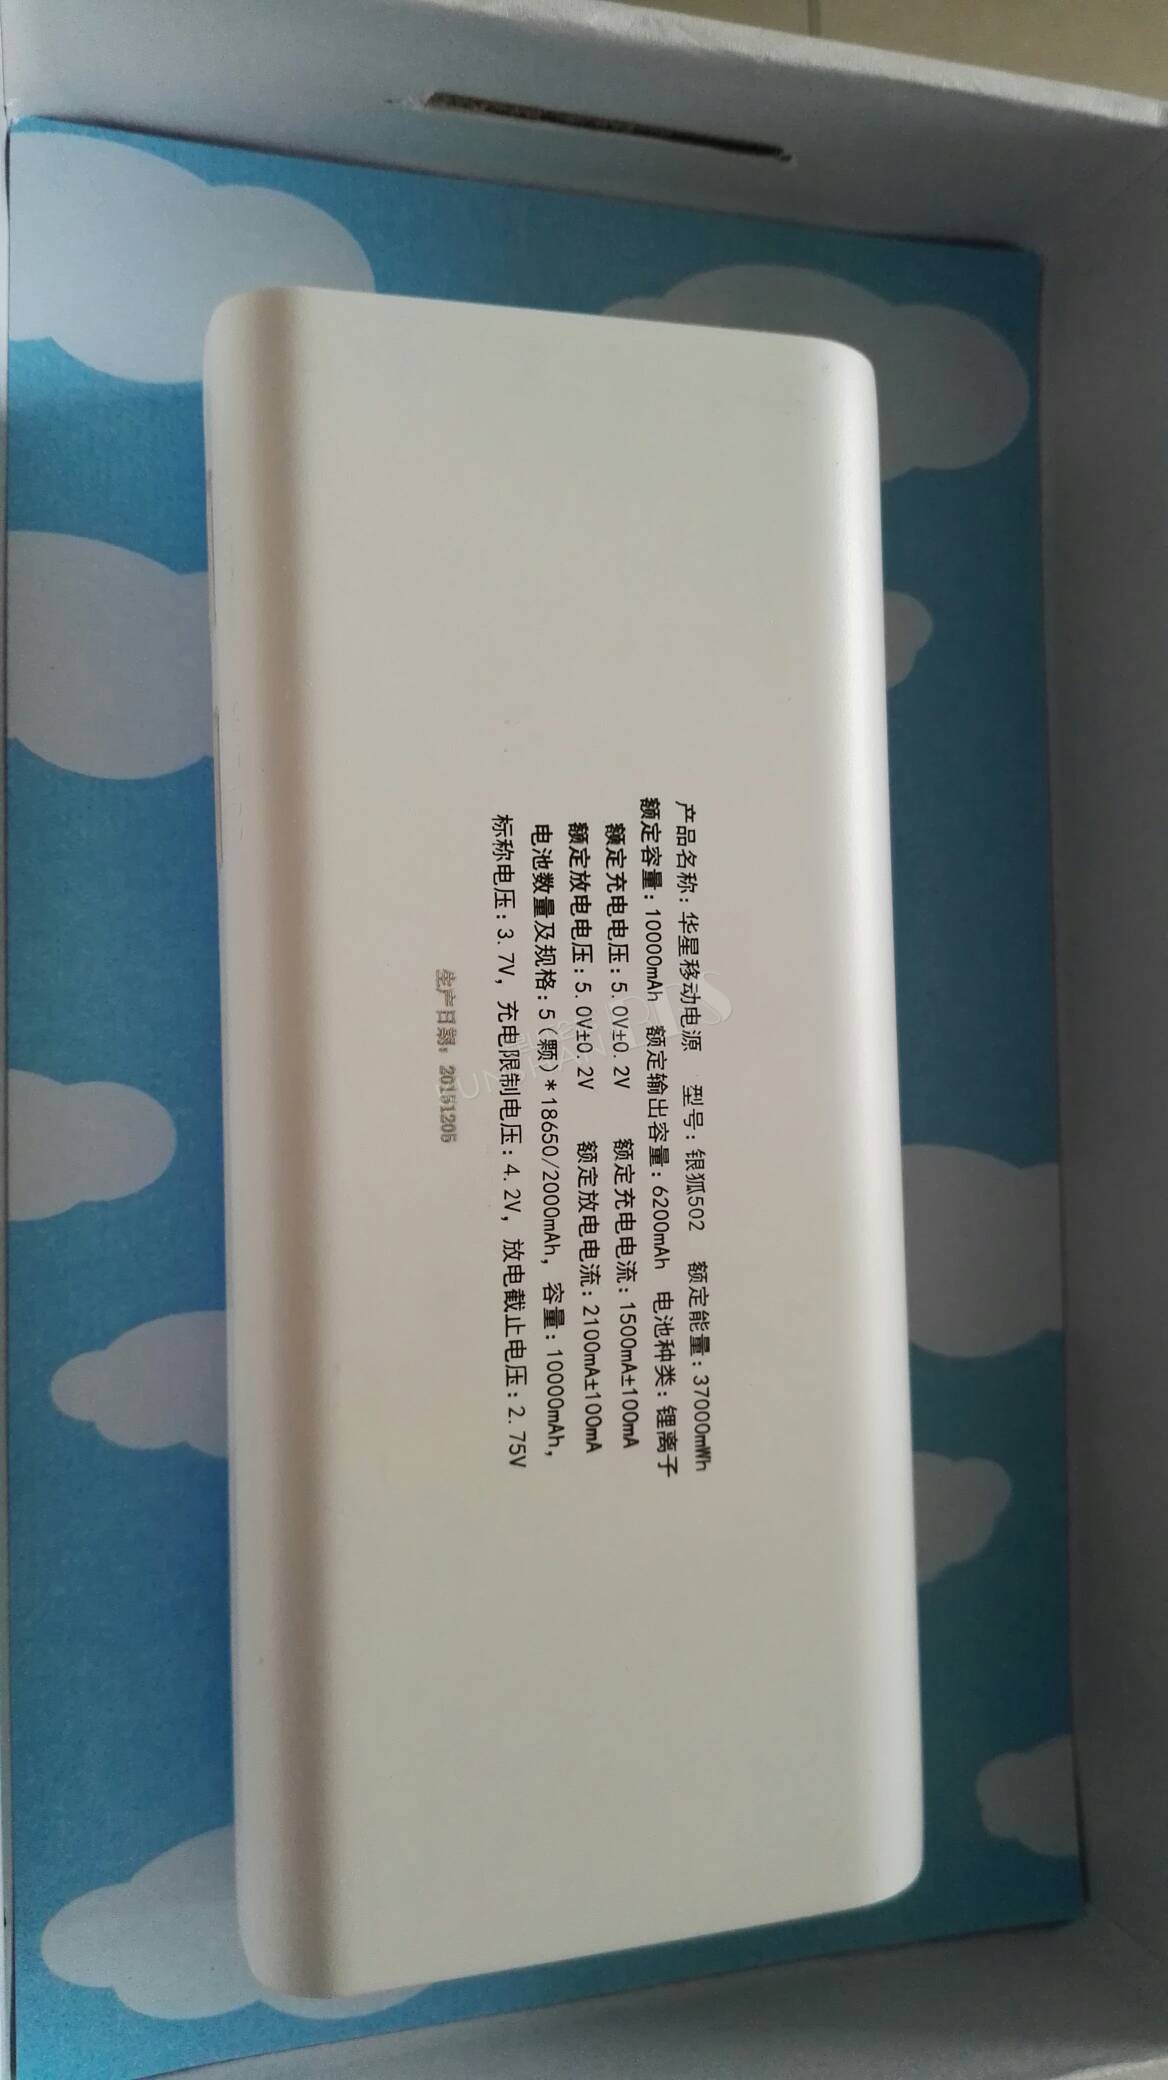 产品名称:华星移动电源 型号:银狐502 额定能量:37000mWh
额定容量:10000mAh 额定输出容量:6200mAh 电池种类:锂离子
额定充电电压:5.0V±0.2V 额定充电电流:1500mA±100mA
额定放电电压:5.0V±0.2V 额定放电电流:2100mA±100mA
电池数量及规格:5(颗)*18650/2000mAh, 容量:10000mAh,
标称电压:3.7V, 充电限制电压:4.2V, 放电截止电压:2.75V
生产日期: 20151205